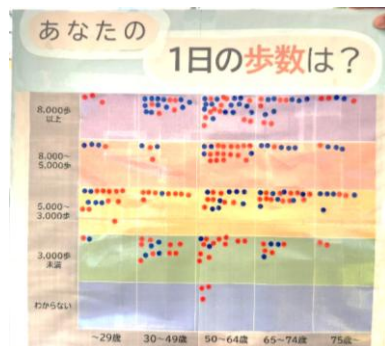 あなたの
1日の歩数は？
8,000歩
以上
8,000～
5,000歩
5,000～
3,000歩
3,000歩
未満
わからない
～29歳
30～49歳
50～64歳
65～74歳
75歳～